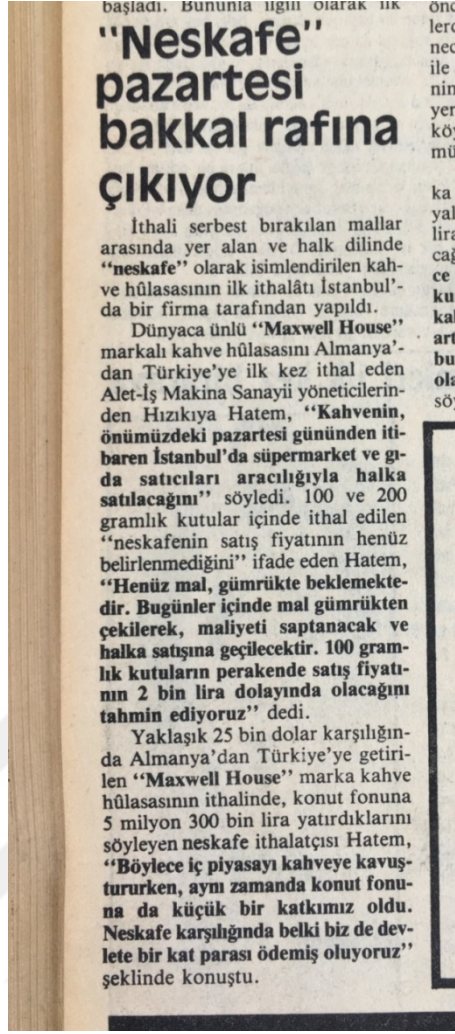 başladı. Bununla ilgili olarak ilk
"Neskafe"
pazartesi
bakkal rafına
çıkıyor
İthali serbest bırakılan mallar
arasında yer alan ve halk dilinde
"neskafe" olarak isimlendirilen kah-
ve hûlasasının ilk ithalâtı İstanbul'-
da bir firma tarafından yapıldı.
Dünyaca ünlü "Maxwell House"
markalı kahve hûlasasını Almanya'-
dan Türkiye'ye ilk kez ithal eden
Alet-İş Makina Sanayii yöneticilerin-
den Hızıkiya Hatem, "Kahvenin,
önümüzdeki pazartesi gününden iti-
baren İstanbul'da süpermarket ve gı-
da satıcıları aracılığıyla halka
satılacağını" söyledi. 100 ve 200
gramlık kutular içinde ithal edilen
"neskafenin satış fiyatının henüz
belirlenmediğini" ifade eden Hatem,
"Henüz mal, gümrükte beklemekte-
dir. Bugünler içinde mal gümrükten
çekilerek, maliyeti saptanacak ve
halka satışına geçilecektir. 100 gram-
lık kutuların perakende satış fiyatı-
nın 2 bin lira dolayında olacağını
tahmin ediyoruz" dedi.
Yaklaşık 25 bin dolar karşılığın-
da Almanya'dan Türkiye'ye getiri-
len "Maxwell House" marka kahve
hûlasasının ithalinde, konut fonuna
5 milyon 300 bin lira yatırdıklarını
söyleyen neskafe ithalatçısı Hatem,
"Böylece iç piyasayı kahveye kavuş-
tururken, aynı zamanda konut fonu-
na da küçük bir katkımız oldu.
Neskafe karşılığında belki biz de dev-
lete bir kat parası ödemiş oluyoruz"
şeklinde konuştu.